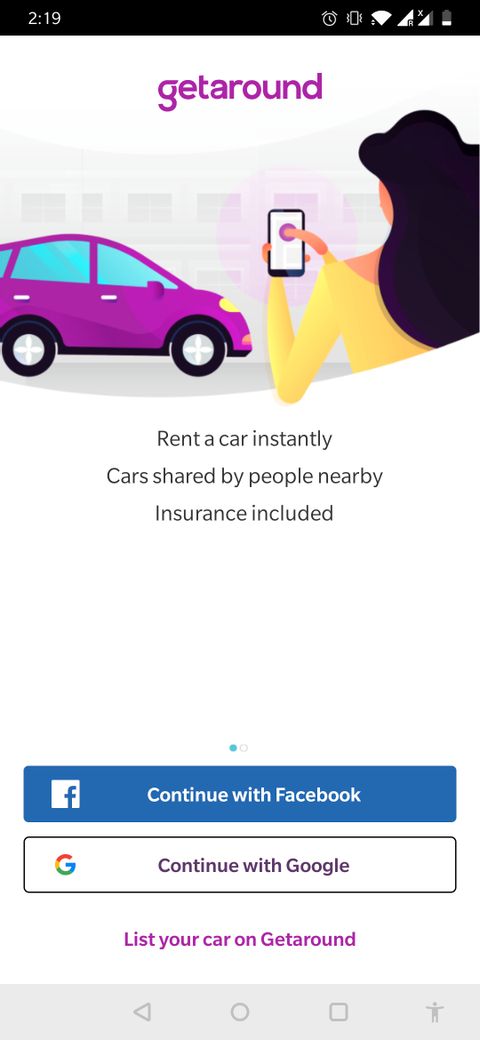 2:19
getaround
Rent a car instantly
Cars shared by people nearby
Insurance included
Continue with Facebook
Continue with Google
List your car on Getaround